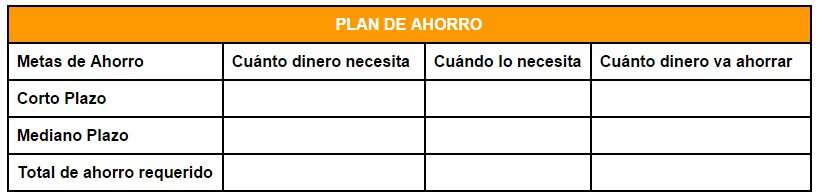 PLAN DE AHORRO
Metas de Ahorro Cuánto dinero necesita Cuándo lo necesita Cuánto dinero va ahorrar
Corto Plazo
Mediano Plazo
Total de ahorro requerido